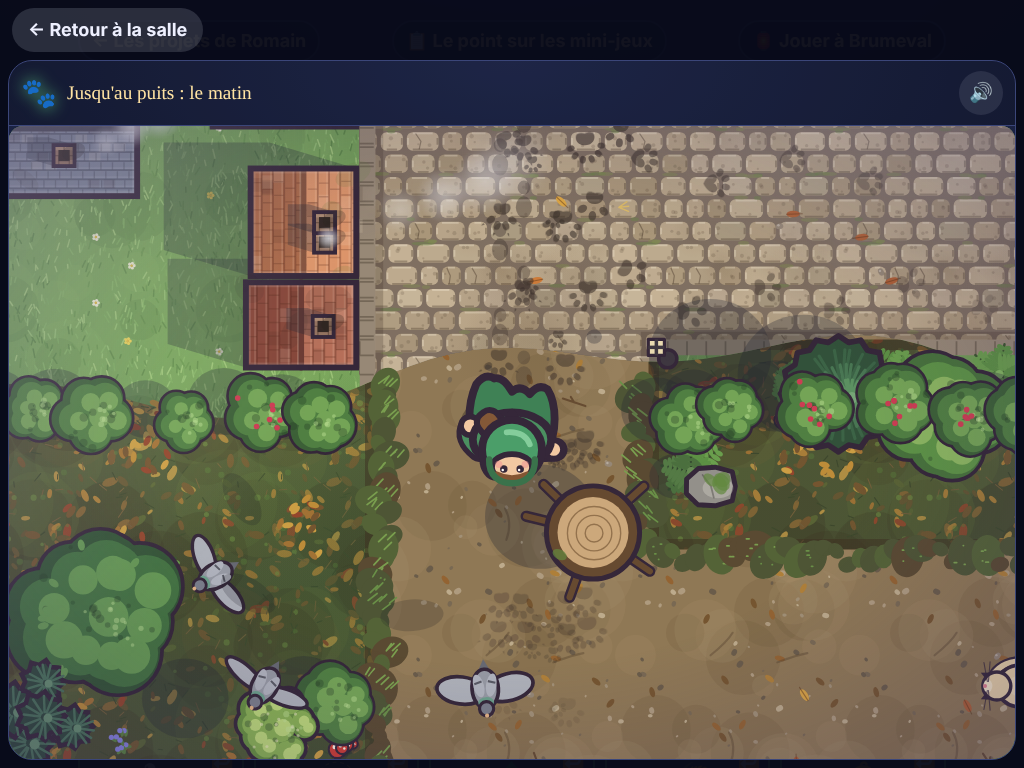 ← Retour à la salle
Les projets de Romain
Le point sur les mini-jeux
Jouer à Brumeval
Jusqu'au puits : le matin